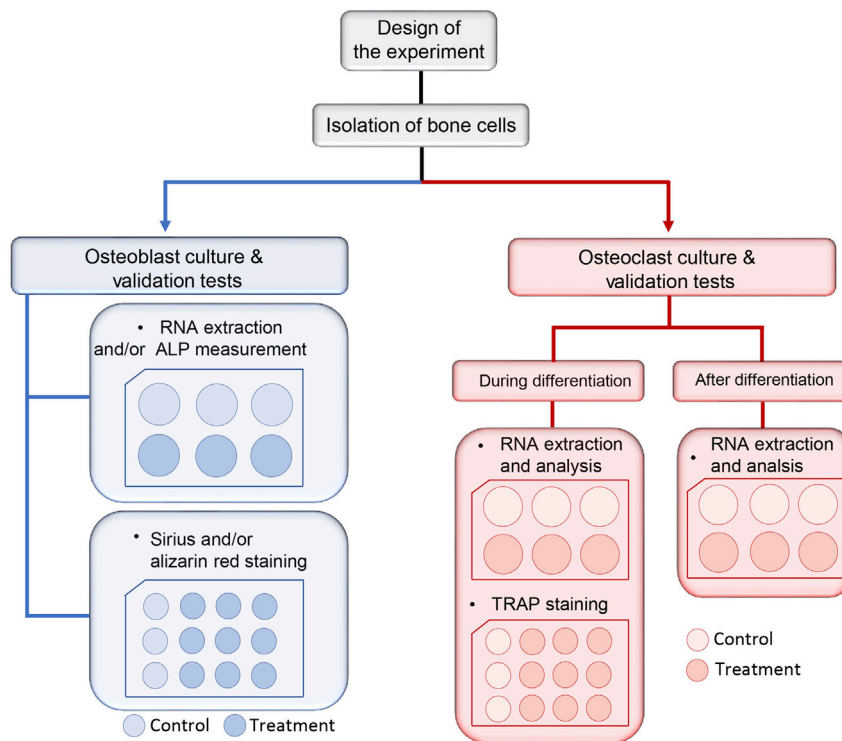 Design of
the experiment
Isolation of bone cells
Osteoblast culture &
validation tests
• RNA extraction
and/or ALP measurement
• Sirius and/or
alizarin red staining
Control
Treatment
Osteoclast culture &
validation tests
During differentiation
• RNA extraction
and analysis
• TRAP staining
After differentiation
• RNA extraction
and analsis
Control
Treatment